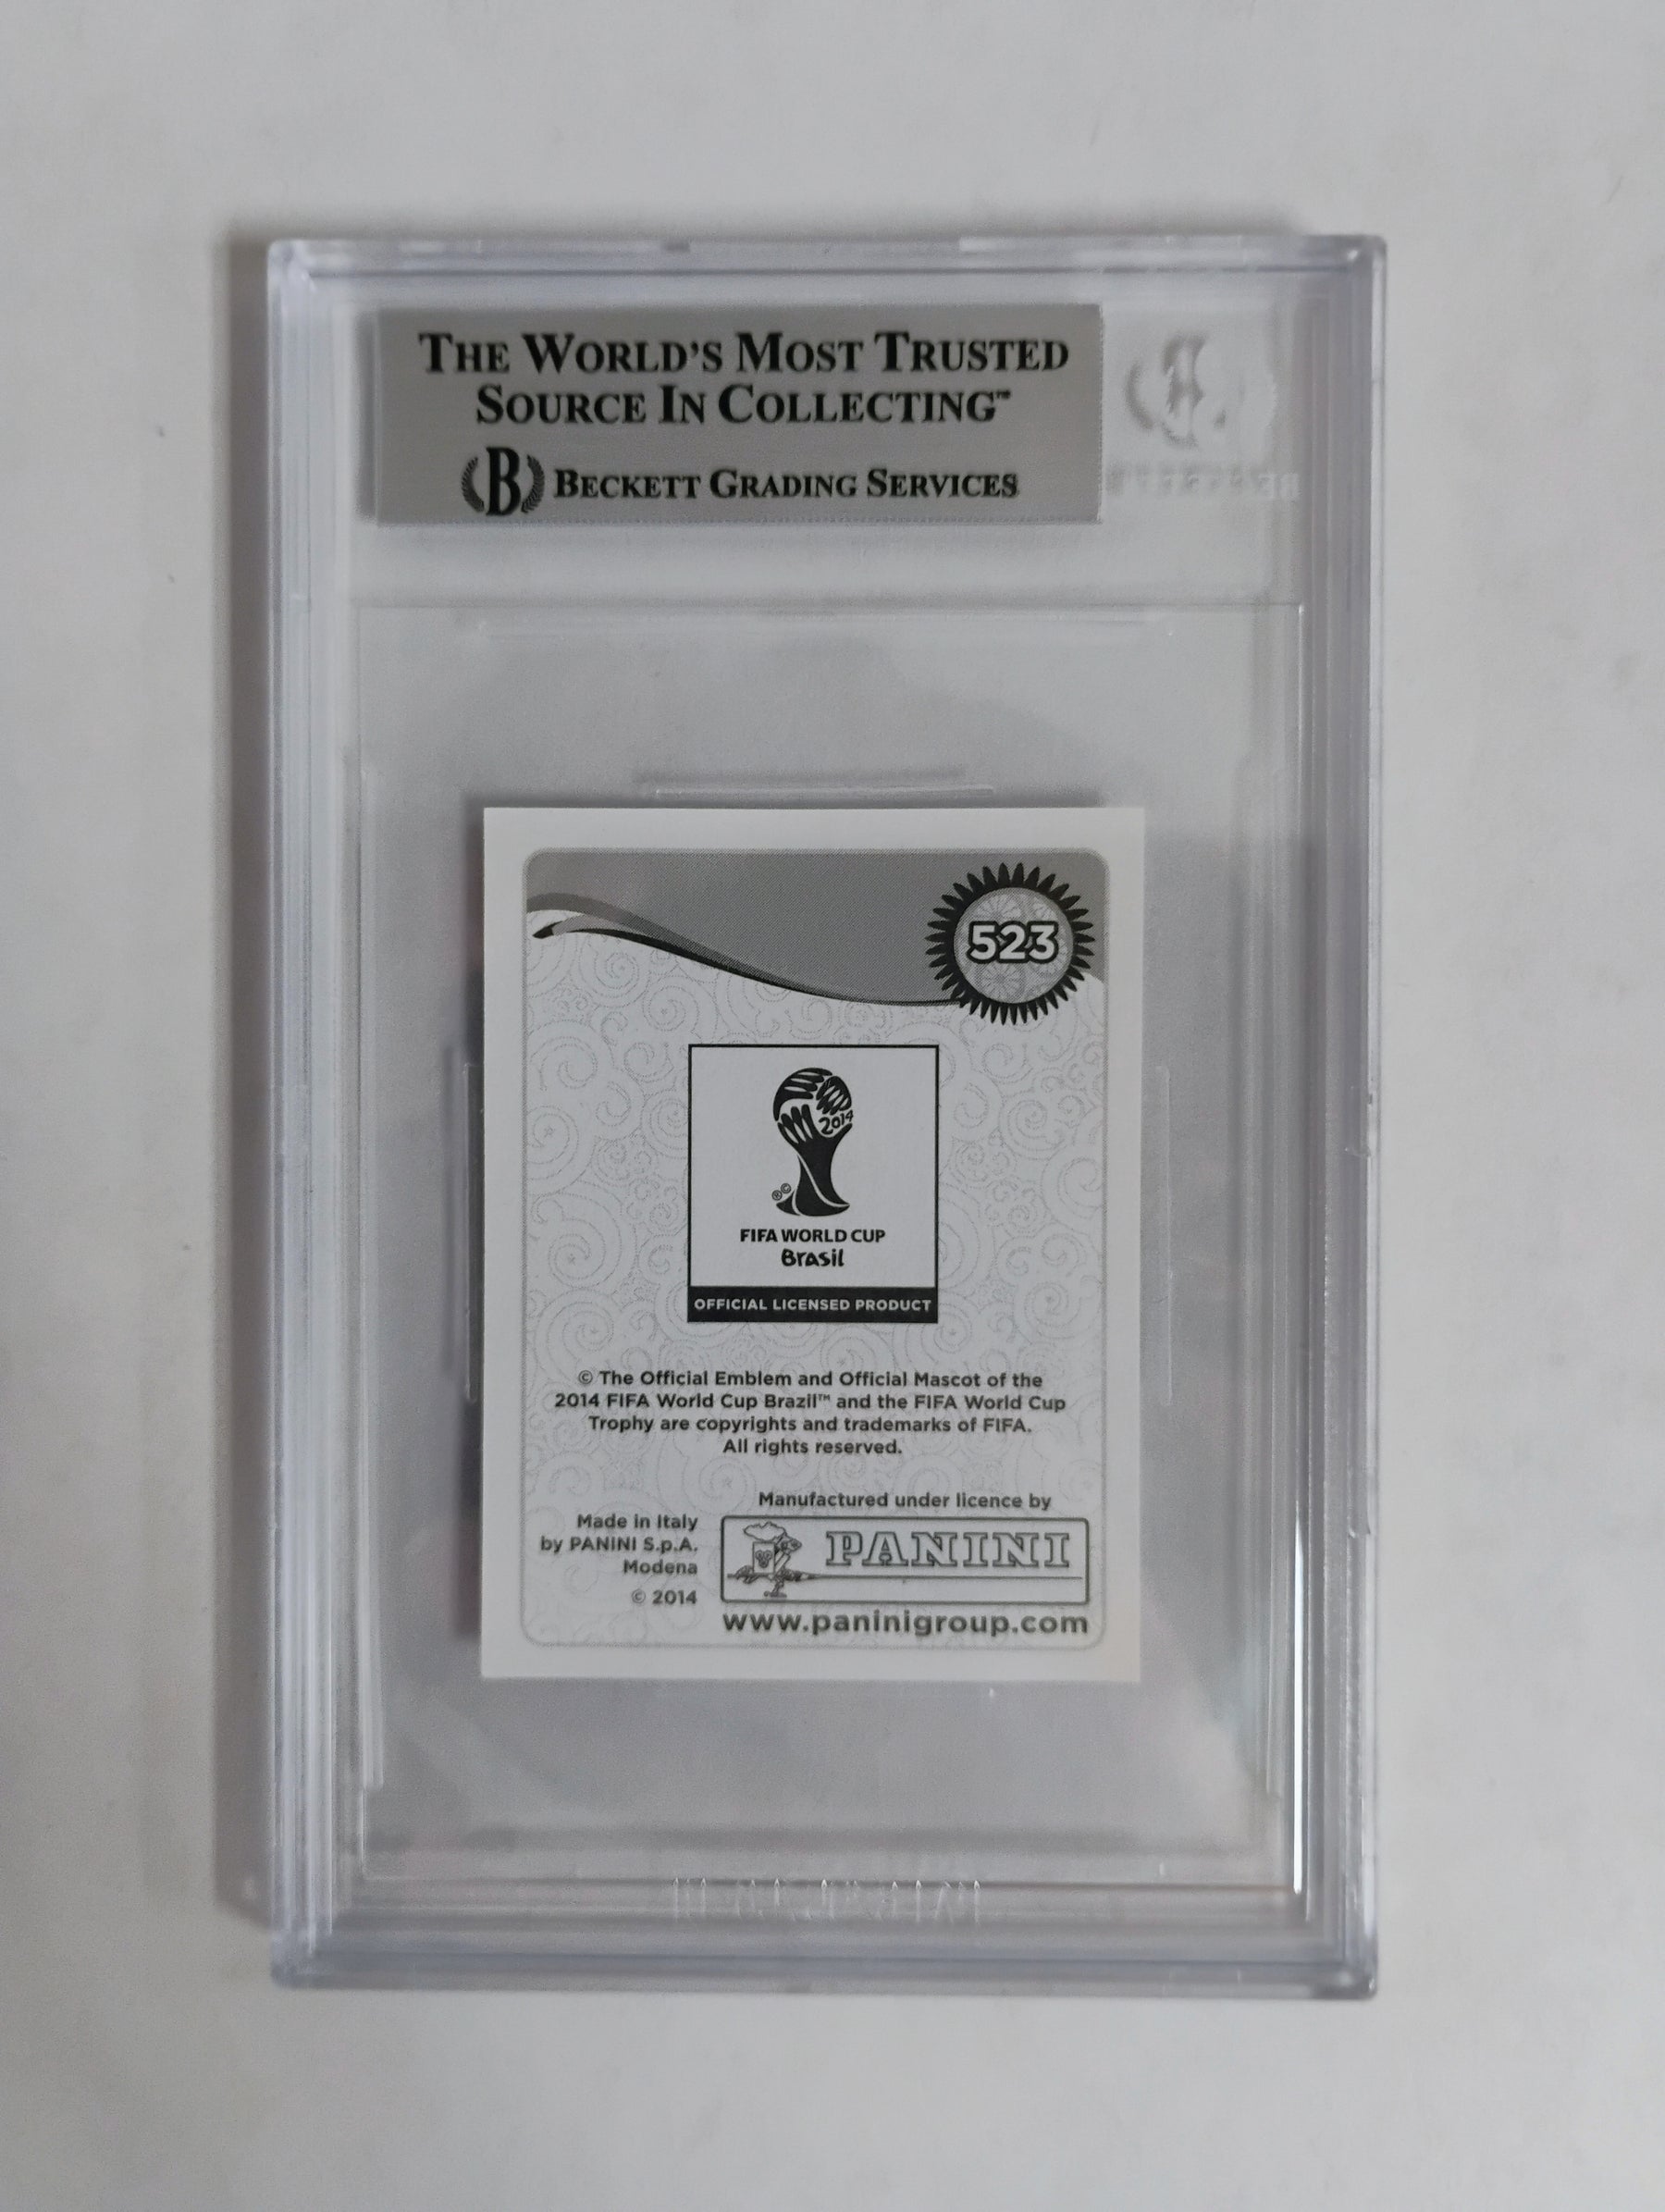 THE WORLD'S MOST TRUSTED
SOURCE IN COLLECTING™
B BECKETT GRADING SERVICES
523
2014
®©
FIFA WORLD CUP
Brasil
OFFICIAL LICENSED PRODUCT
© The Official Emblem and Official Mascot of the
2014 FIFA World Cup Brazil™ and the FIFA World Cup
Trophy are copyrights and trademarks of FIFA.
All rights reserved.
Manufactured under licence by
Made in Italy
by PANINI S.p.A.
Modena
© 2014
PANINI
www.paninigroup.com